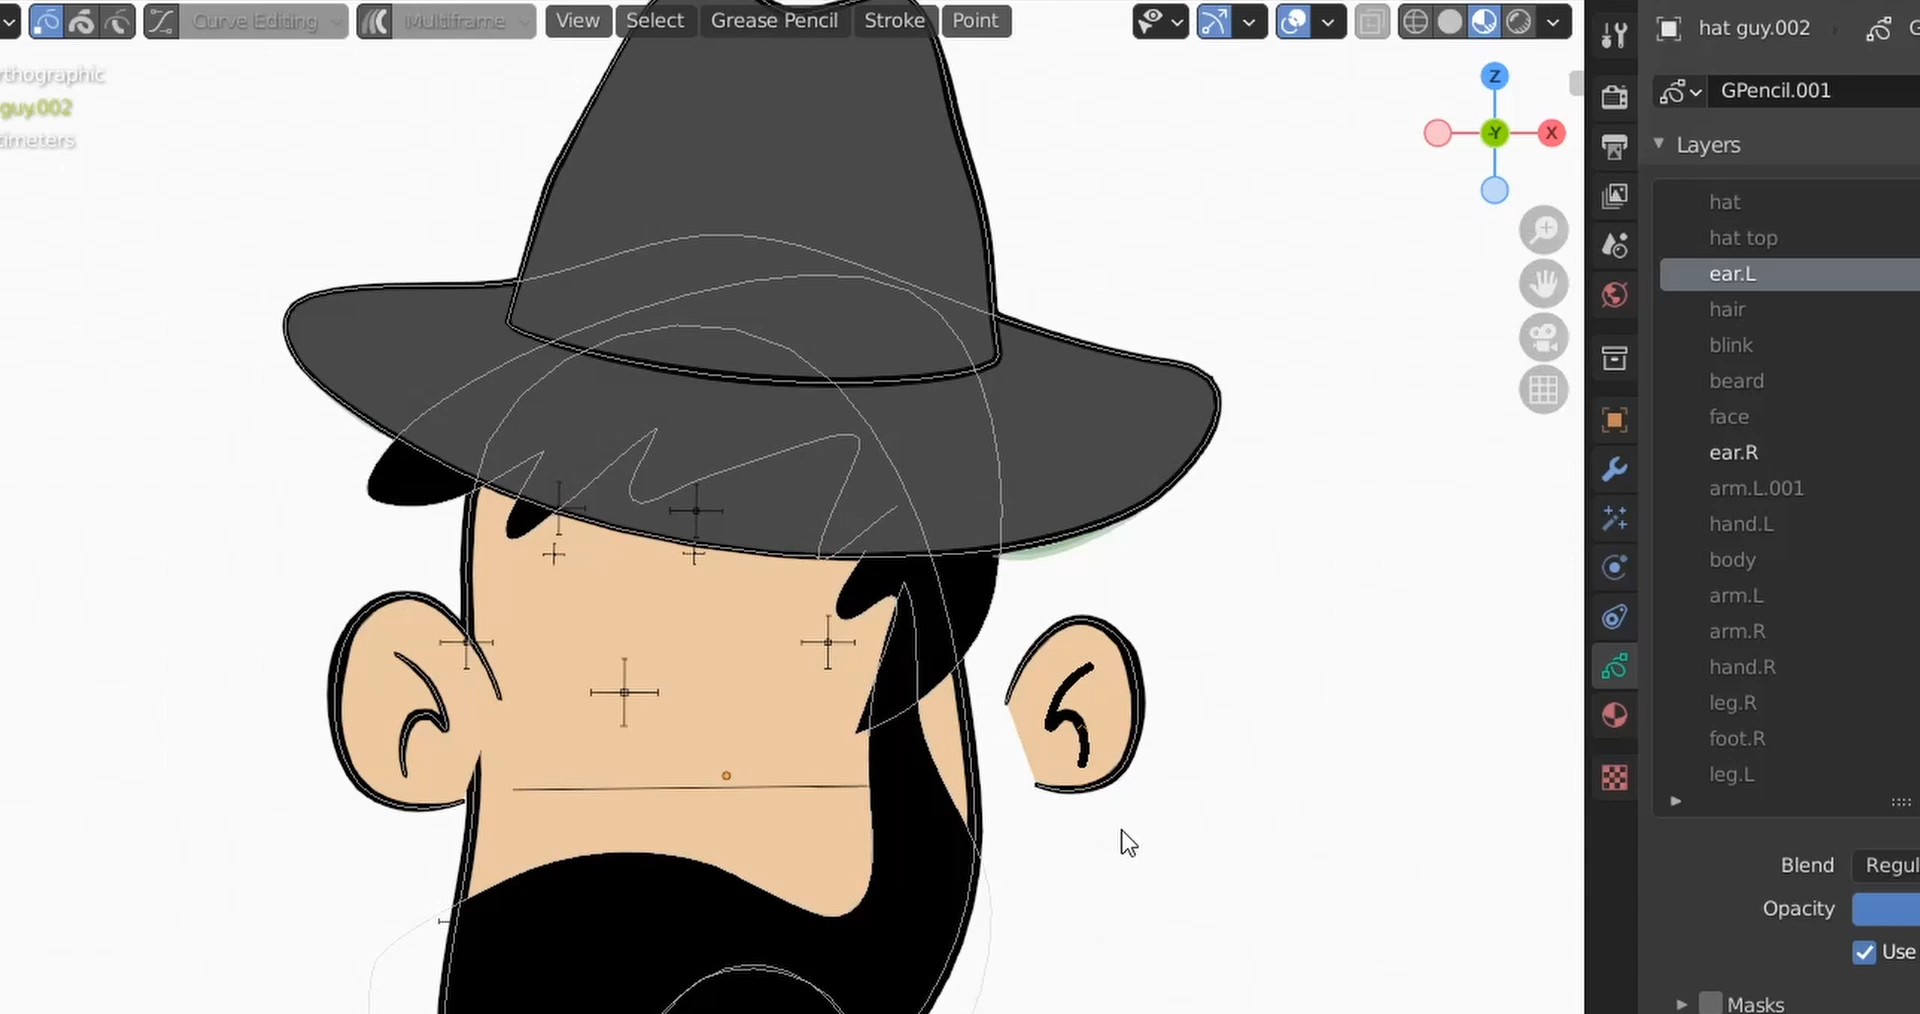 Curve Editing
Multiframe
View
Select
Grease Pencil
Stroke
Point
rthographic
guy.002
timeters
Z
-Y
X
hat guy.002
G
GPencil.001
Layers
hat
hat top
ear.L
hair
blink
beard
face
ear.R
arm.L.001
hand.L
body
arm.L
arm.R
hand.R
leg.R
foot.R
leg.L
Blend Regul
Opacity
Use
Masks